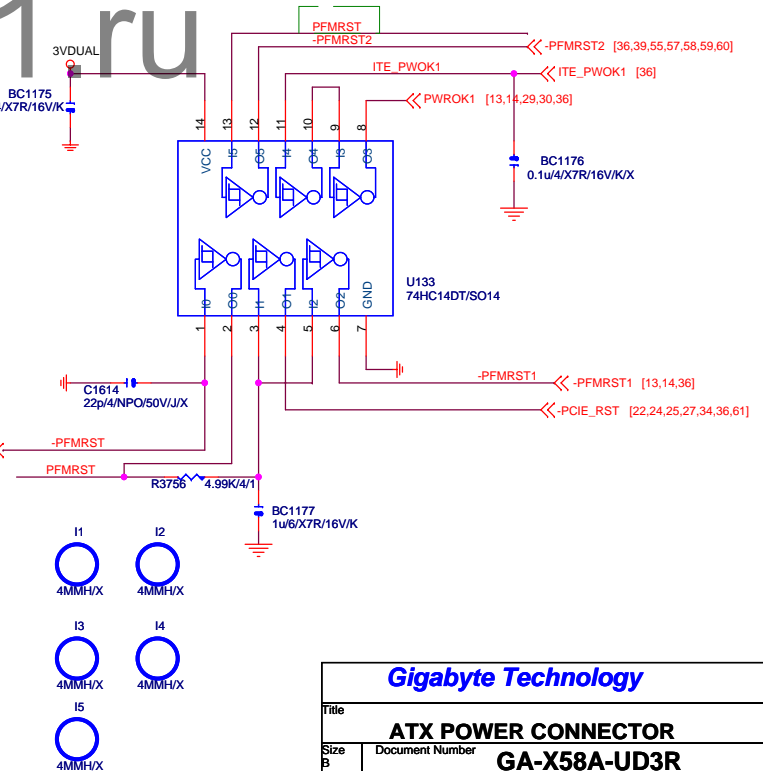 1.ru
PFMRST
-PFMRST2
-PFMRST2 [36,39,55,57,58,59,60]
3VDUAL
ITE_PWOK1
ITE_PWOK1 [36]
BC1175
/X7R/16V/K
PWROK1 [13,14,29,30,36]
14
13
12
11
10
9
8
VCC
I5
O5
I4
O4
I3
O3
BC1176
0.1u/4/X7R/16V/K/X
U133
74HC14DT/SO14
I0
O0
I1
O1
I2
O2
GND
1
2
3
4
5
6
7
C1614
22p/4/NPO/50V/J/X
-PFMRST1
-PFMRST1 [13,14,36]
-PCIE_RST [22,24,25,27,34,36,61]
-PFMRST
PFMRST
R3756 4.99K/4/1
BC1177
1u/6/X7R/16V/K
I1
4MMH/X
I2
4MMH/X
I3
4MMH/X
I4
4MMH/X
I5
4MMH/X
Gigabyte Technology
Title
ATX POWER CONNECTOR
Size
B
Document Number
GA-X58A-UD3R